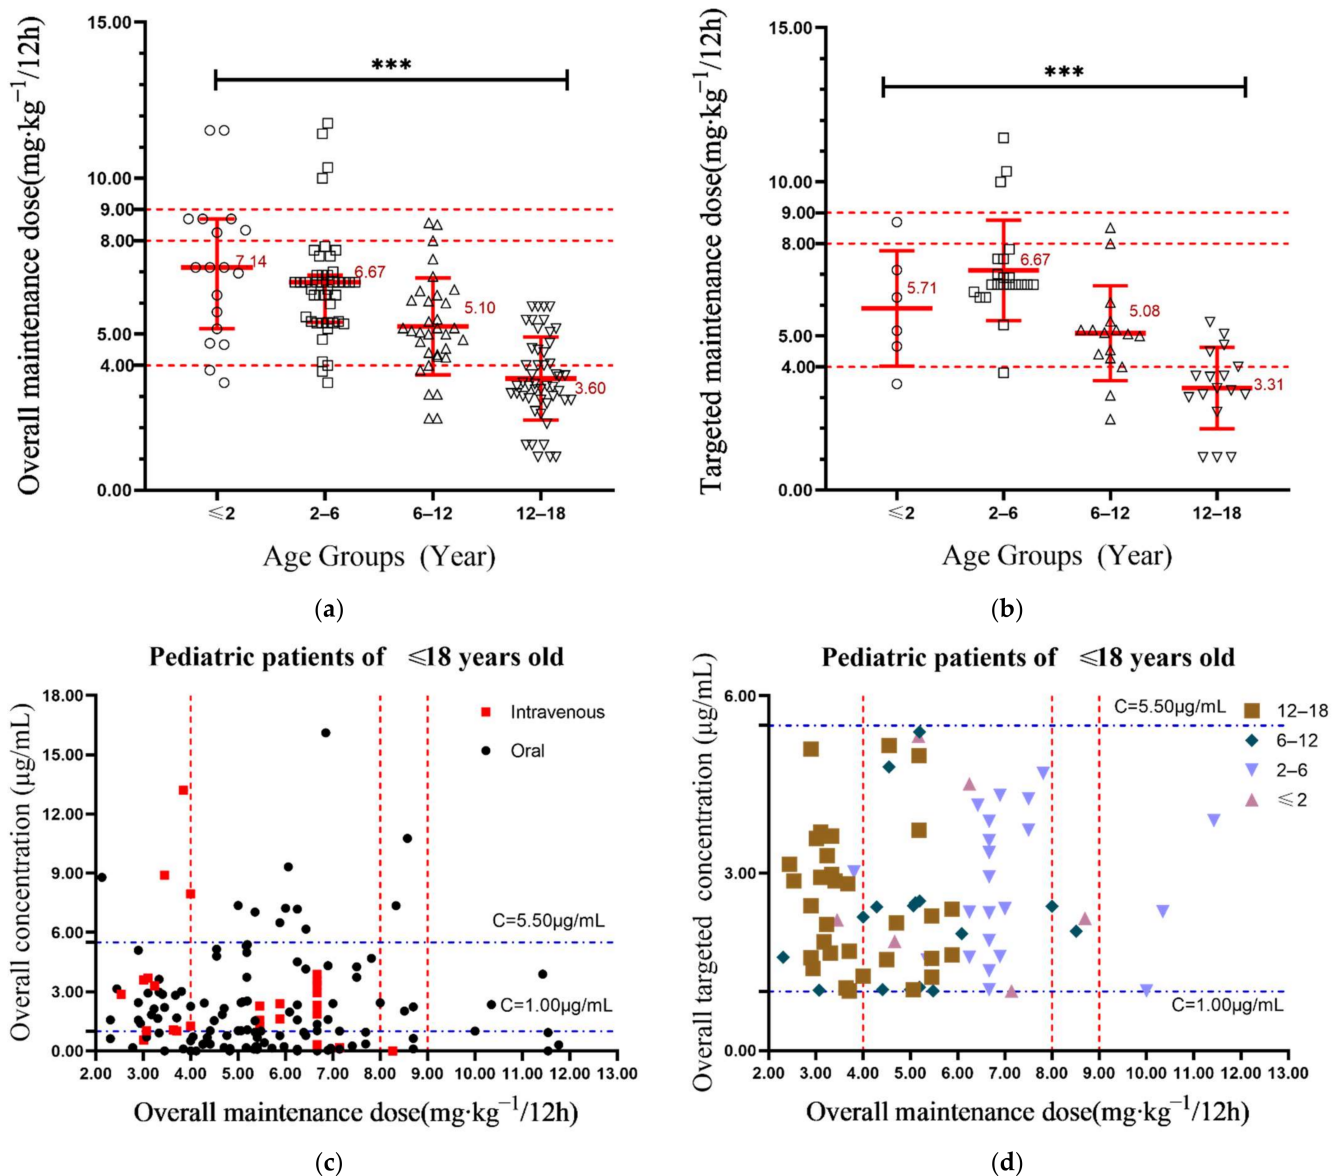 Overall maintenance dose(mg·kg⁻¹/12h)
15.00
10.00
9.00
8.00
5.00
4.00
0.00
***
7.14
6.67
5.10
3.60
⩽2
2–6
6–12
12–18
Age Groups (Year)
(a)
Targeted maintenance dose(mg·kg⁻¹/12h)
15.00
10.00
9.00
8.00
5.00
4.00
0.00
***
5.71
6.67
5.08
3.31
⩽2
2–6
6–12
12–18
Age Groups (Year)
(b)
Pediatric patients of ⩽18 years old
Overall concentration (μg/mL)
18.00
15.00
12.00
9.00
6.00
3.00
0.00
Intravenous
Oral
C=5.50μg/mL
C=1.00μg/mL
2.00 3.00 4.00 5.00 6.00 7.00 8.00 9.00 10.00 11.00 12.00 13.00
Overall maintenance dose(mg·kg⁻¹/12h)
(c)
Pediatric patients of ⩽18 years old
Overall targeted concentration (μg/mL)
6.00
3.00
0.00
C=5.50μg/mL
12–18
6–12
2–6
⩽2
C=1.00μg/mL
2.00 3.00 4.00 5.00 6.00 7.00 8.00 9.00 10.00 11.00 12.00 13.00
Overall maintenance dose(mg·kg⁻¹/12h)
(d)